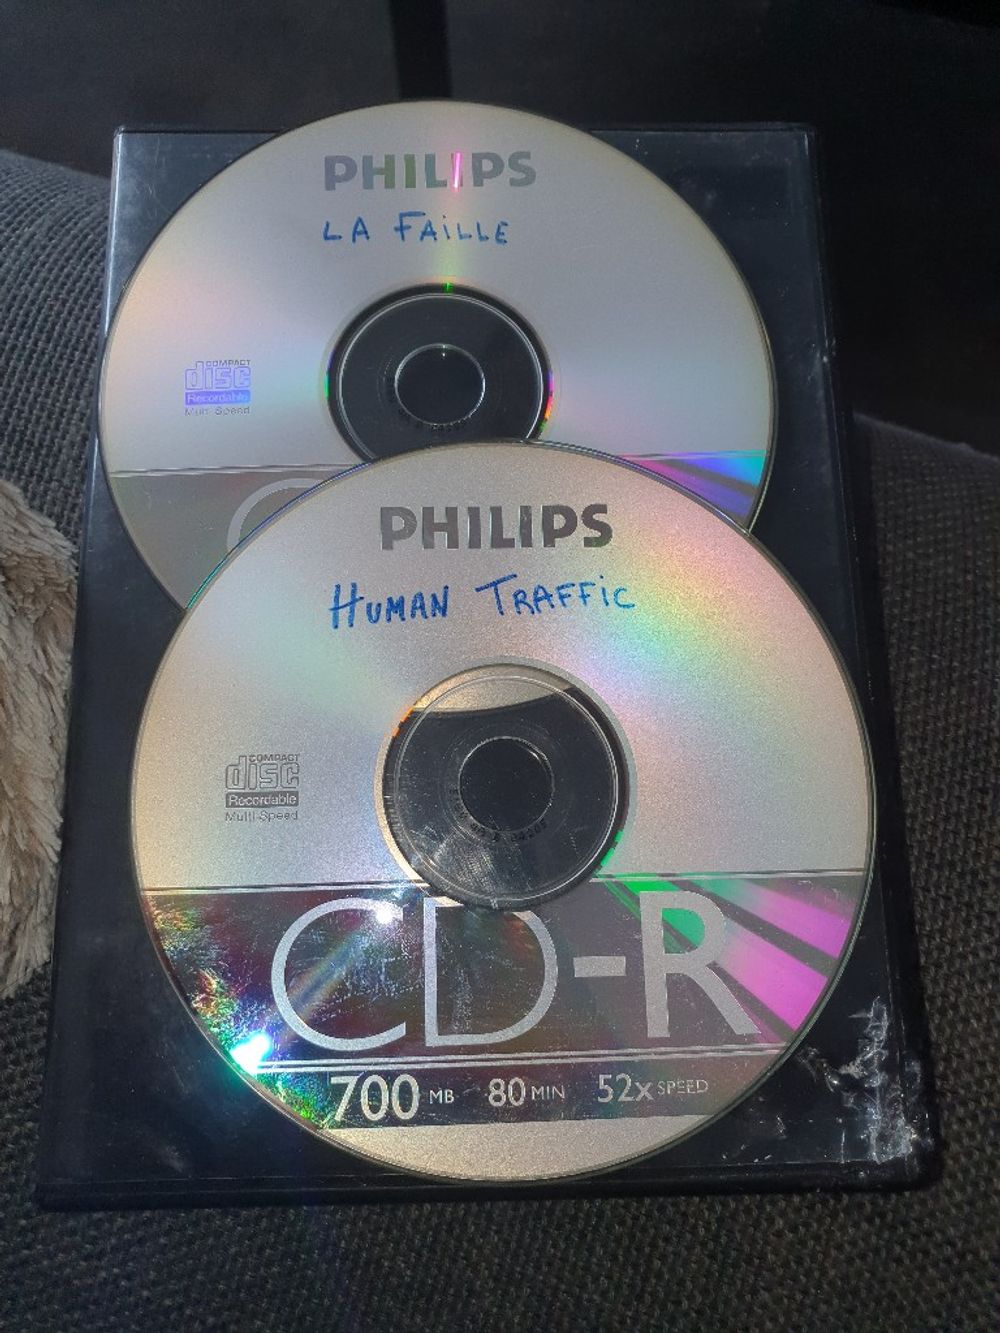 PHILIPS
LA FAILLE
COMPACT
disc
Recordable
Multi-Speed
PHILIPS
HUMAN TRAFFIC
COMPACT
disc
Recordable
Multi-Speed
CD-R
700 MB 80 MIN 52x SPEED